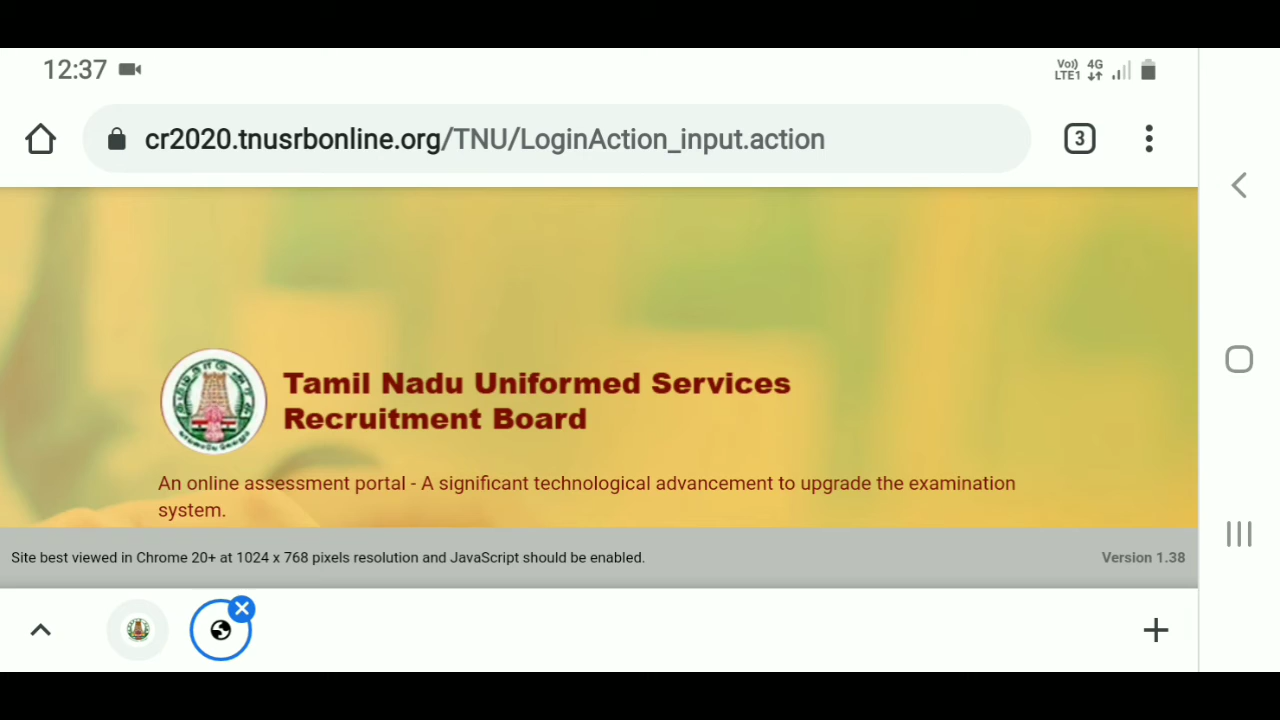 12:37
Vo)) 4G
LTE1
cr2020.tnusrbonline.org/TNU/LoginAction_input.action
3
Tamil Nadu Uniformed Services
Recruitment Board
An online assessment portal - A significant technological advancement to upgrade the examination
system.
Site best viewed in Chrome 20+ at 1024 x 768 pixels resolution and JavaScript should be enabled.
Version 1.38